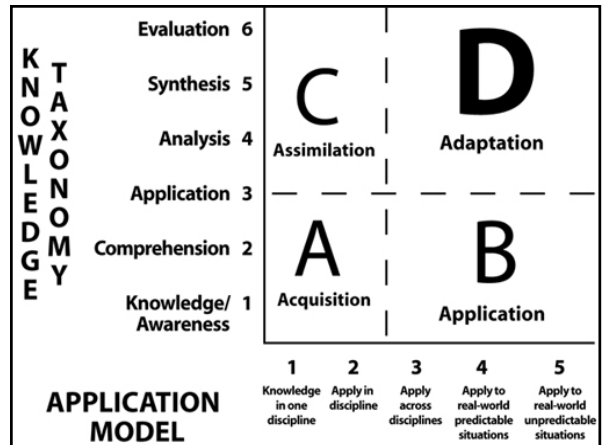 KNOWLEDGE
TAXONOMY
Evaluation 6
Synthesis 5
Analysis 4
Application 3
Comprehension 2
Knowledge/ 1
Awareness
C
Assimilation
D
Adaptation
A
Acquisition
B
Application
APPLICATION
MODEL
1
Knowledge
in one
discipline
2
Apply in
discipline
3
Apply
across
disciplines
4
Apply to
real-world
predictable
situations
5
Apply to
real-world
unpredictable
situations